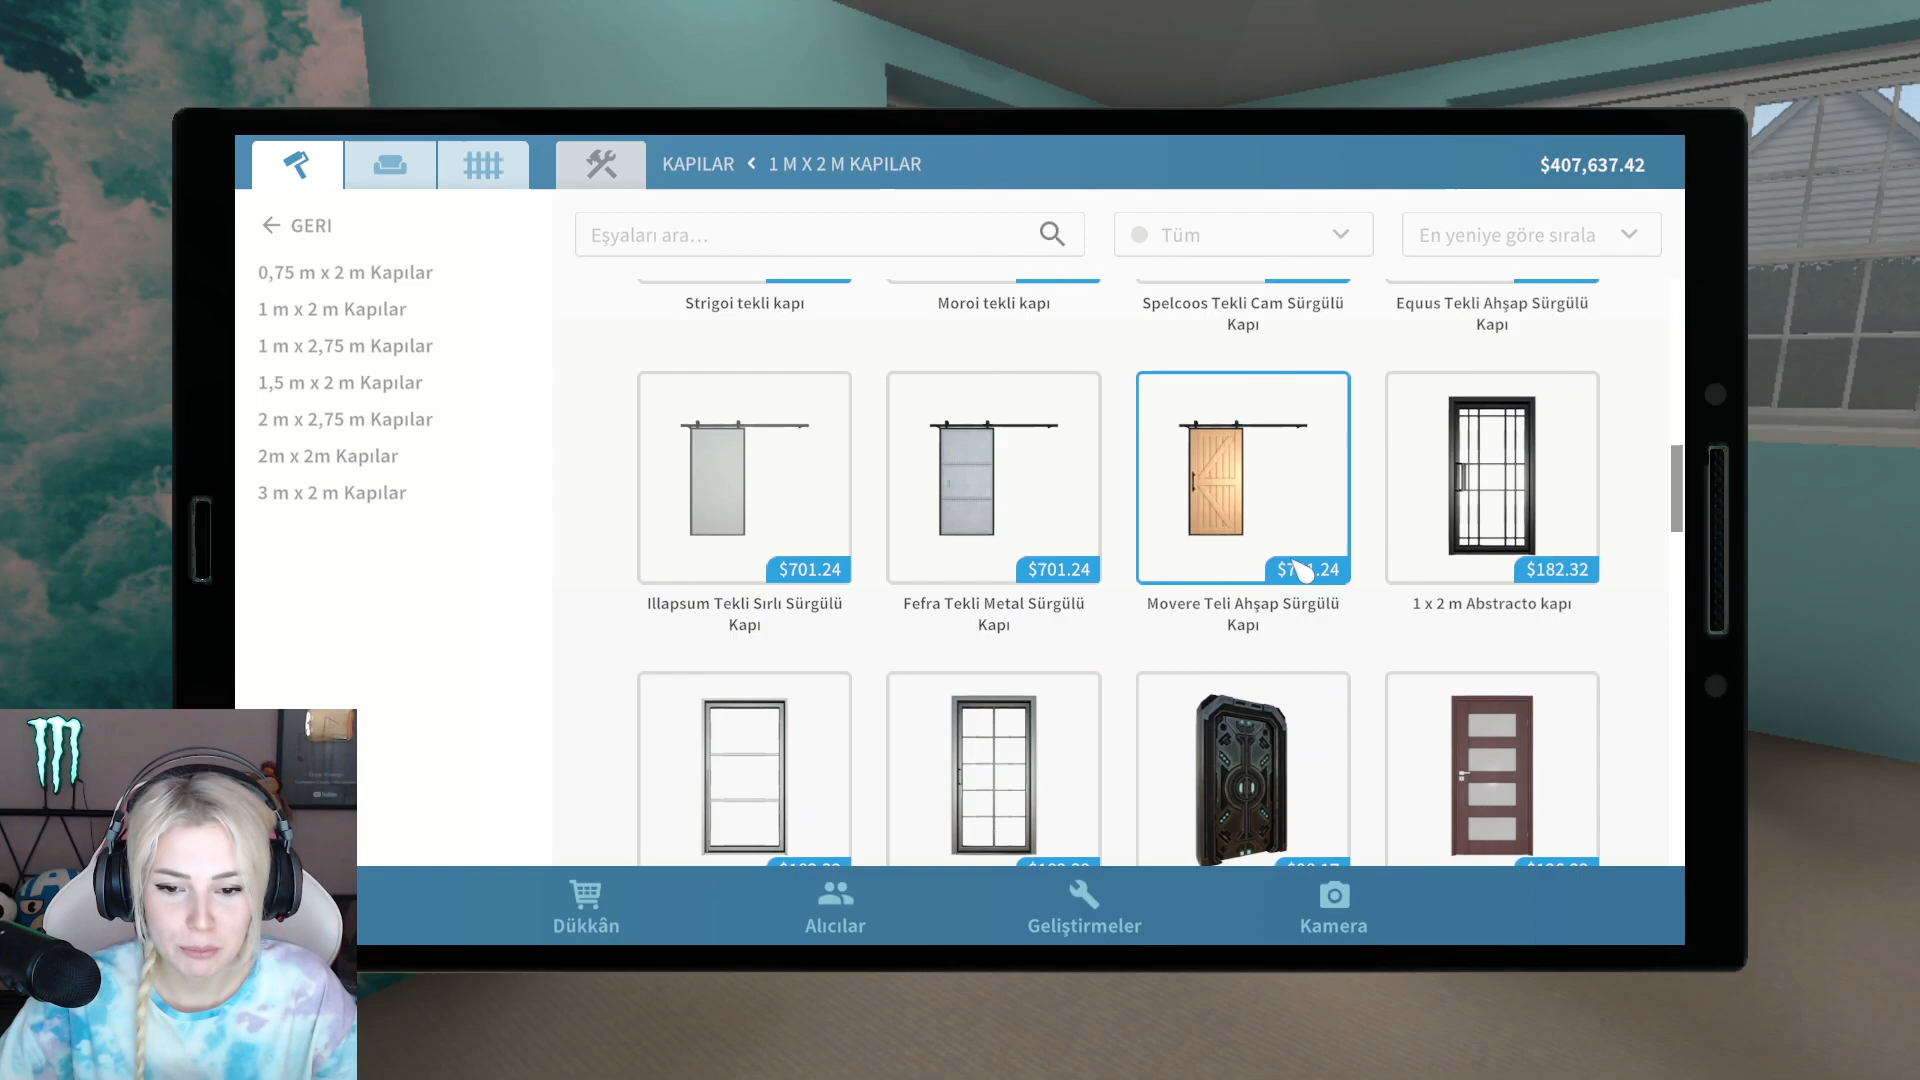 KAPILAR < 1 M X 2 M KAPILAR
$407,637.42
GERI
Eşyaları ara...
Tüm
En yeniye göre sırala
0,75 m x 2 m Kapılar
1 m x 2 m Kapılar
1 m x 2,75 m Kapılar
1,5 m x 2 m Kapılar
2 m x 2,75 m Kapılar
2m x 2m Kapılar
3 m x 2 m Kapılar
Strigoi tekli kapı
Moroi tekli kapı
Spelcoos Tekli Cam Sürgülü
Kapı
Equus Tekli Ahşap Sürgülü
Kapı
$701.24
$701.24
$182.32
Illapsum Tekli Sırlı Sürgülü
Kapı
Fefra Tekli Metal Sürgülü
Kapı
Movere Teli Ahşap Sürgülü
Kapı
1 x 2 m Abstracto kapı
Dükkân
Alıcılar
Geliştirmeler
Kamera